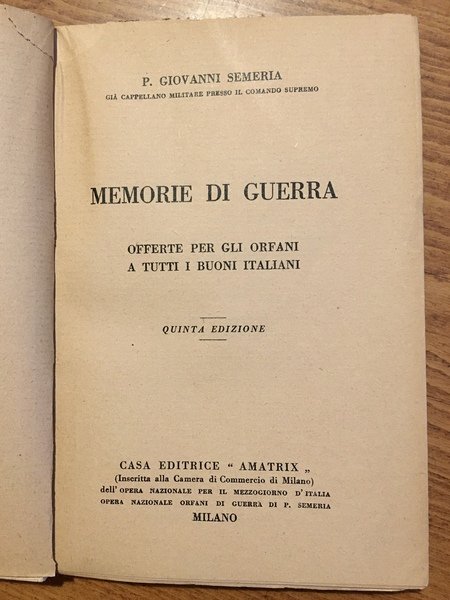 P. GIOVANNI SEMERIA
GIÀ CAPPELLANO MILITARE PRESSO IL COMANDO SUPREMO
MEMORIE DI GUERRA
OFFERTE PER GLI ORFANI
A TUTTI I BUONI ITALIANI
QUINTA EDIZIONE
CASA EDITRICE “ AMATRIX „
(Inscritta alla Camera di Commercio di Milano)
dell'OPERA NAZIONALE PER IL MEZZOGIORNO D'ITALIA
OPERA NAZIONALE ORFANI DI GUERRA DI P. SEMERIA
MILANO